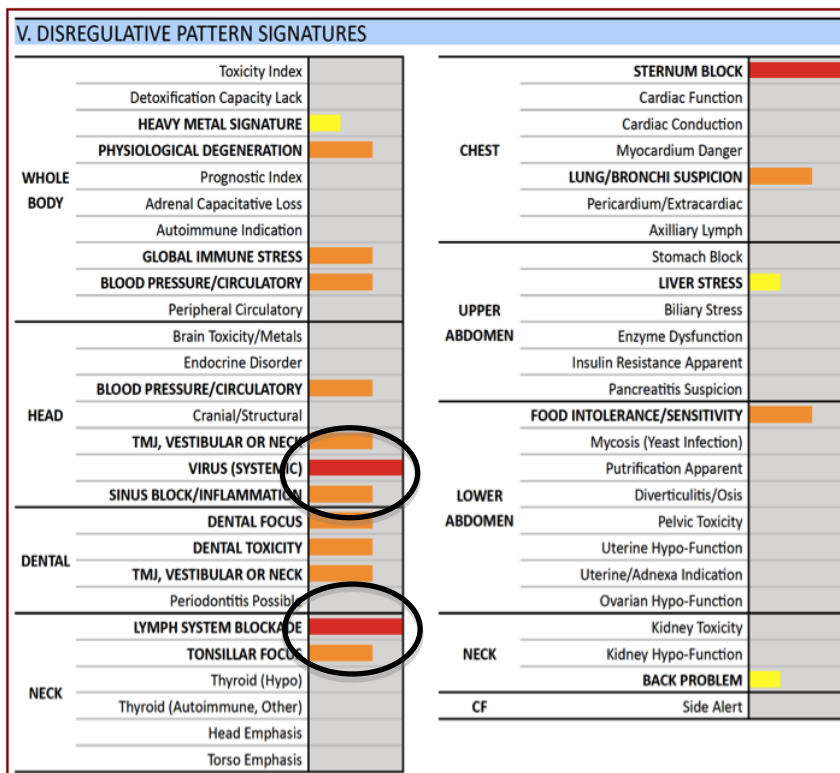 V. DISREGULATIVE PATTERN SIGNATURES
WHOLE BODY
Toxicity Index
Detoxification Capacity Lack
HEAVY METAL SIGNATURE
PHYSIOLOGICAL DEGENERATION
Prognostic Index
Adrenal Capacitative Loss
Autoimmune Indication
GLOBAL IMMUNE STRESS
BLOOD PRESSURE/CIRCULATORY
Peripheral Circulatory
HEAD
Brain Toxicity/Metals
Endocrine Disorder
BLOOD PRESSURE/CIRCULATORY
Cranial/Structural
TMJ, VESTIBULAR OR NECK
VIRUS (SYSTEMIC)
SINUS BLOCK/INFLAMMATION
DENTAL
DENTAL FOCUS
DENTAL TOXICITY
TMJ, VESTIBULAR OR NECK
Periodontitis Possible
NECK
LYMPH SYSTEM BLOCKADE
TONSILLAR FOCUS
Thyroid (Hypo)
Thyroid (Autoimmune, Other)
Head Emphasis
Torso Emphasis
CHEST
STERNUM BLOCK
Cardiac Function
Cardiac Conduction
Myocardium Danger
LUNG/BRONCHI SUSPICION
Pericardium/Extracardiac
Axilliary Lymph
UPPER ABDOMEN
Stomach Block
LIVER STRESS
Biliary Stress
Enzyme Dysfunction
Insulin Resistance Apparent
Pancreatitis Suspicion
LOWER ABDOMEN
FOOD INTOLERANCE/SENSITIVITY
Mycosis (Yeast Infection)
Putrification Apparent
Diverticulitis/Osis
Pelvic Toxicity
Uterine Hypo-Function
Uterine/Adnexa Indication
Ovarian Hypo-Function
NECK
Kidney Toxicity
Kidney Hypo-Function
BACK PROBLEM
CF
Side Alert